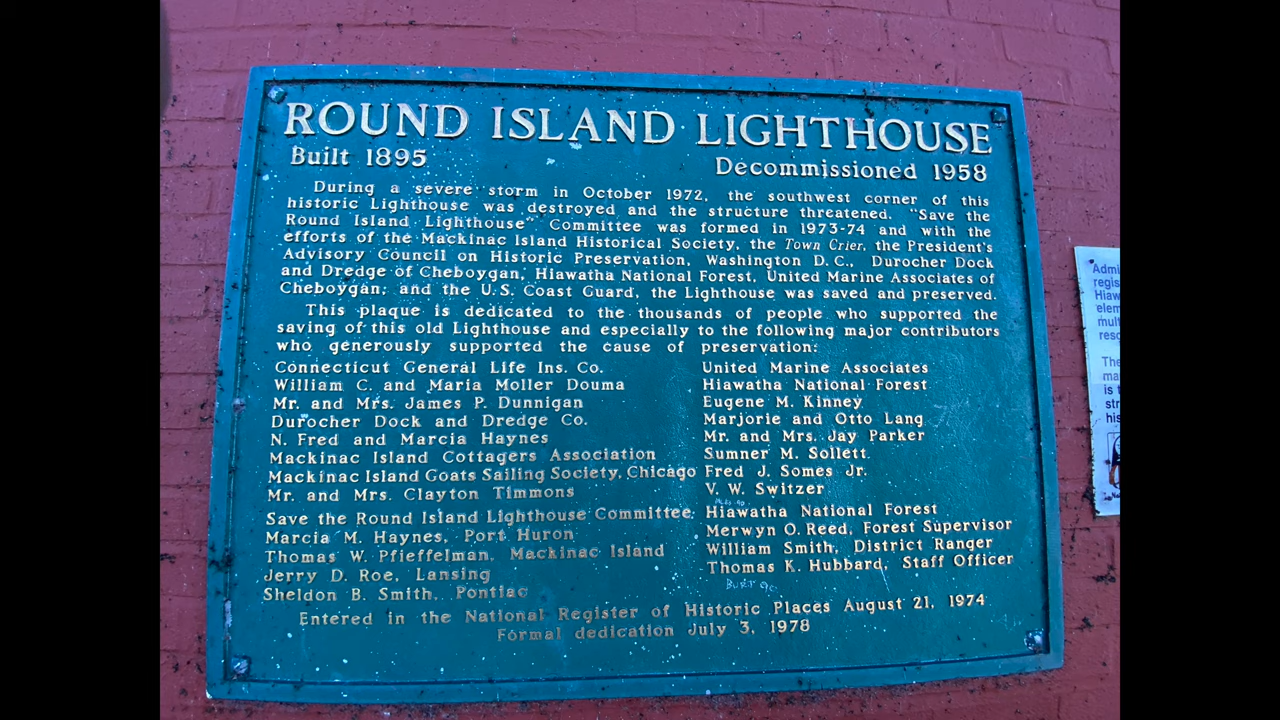 ROUND ISLAND LIGHTHOUSE
Built 1895
Decommissioned 1958
During a severe storm in October 1972, the southwest corner of this
historic Lighthouse was destroyed and the structure threatened. "Save the
Round Island Lighthouse" Committee was formed in 1973-74 and with the
efforts of the Mackinac Island Historical Society, the Town Crier, the President's
Advisory Council on Historic Preservation, Washington D.C., Durocher Dock
and Dredge of Cheboygan, Hiawatha National Forest, United Marine Associates of
Cheboygan; and the U.S. Coast Guard, the Lighthouse was saved and preserved.
This plaque is dedicated to the thousands of people who supported the
saving of this old Lighthouse and especially to the following major contributors
who generously supported the cause of preservation:
Connecticut General Life Ins. Co.
William C. and Maria Moller Douma
Mr. and Mrs. James P. Dunnigan
Durocher Dock and Dredge Co.
N. Fred and Marcia Haynes
Mackinac Island Cottagers Association
Mackinac Island Goats Sailing Society, Chicago
Mr. and Mrs. Clayton Timmons
United Marine Associates
Hiawatha National Forest
Eugene M. Kinney
Marjorie and Otto Lang
Mr. and Mrs. Jay Parker
Sumner M. Sollett
Fred J. Somes Jr.
V. W. Switzer
Save the Round Island Lighthouse Committee:
Marcia M. Haynes, Port Huron
Thomas W. Pfieffelman, Mackinac Island
Jerry D. Roe, Lansing
Sheldon B. Smith, Pontiac
Hiawatha National Forest
Merwyn O. Reed, Forest Supervisor
William Smith, District Ranger
Thomas K. Hubbard, Staff Officer
Entered in the National Register of Historic Places August 21, 1974
Formal dedication July 3, 1978
The
is